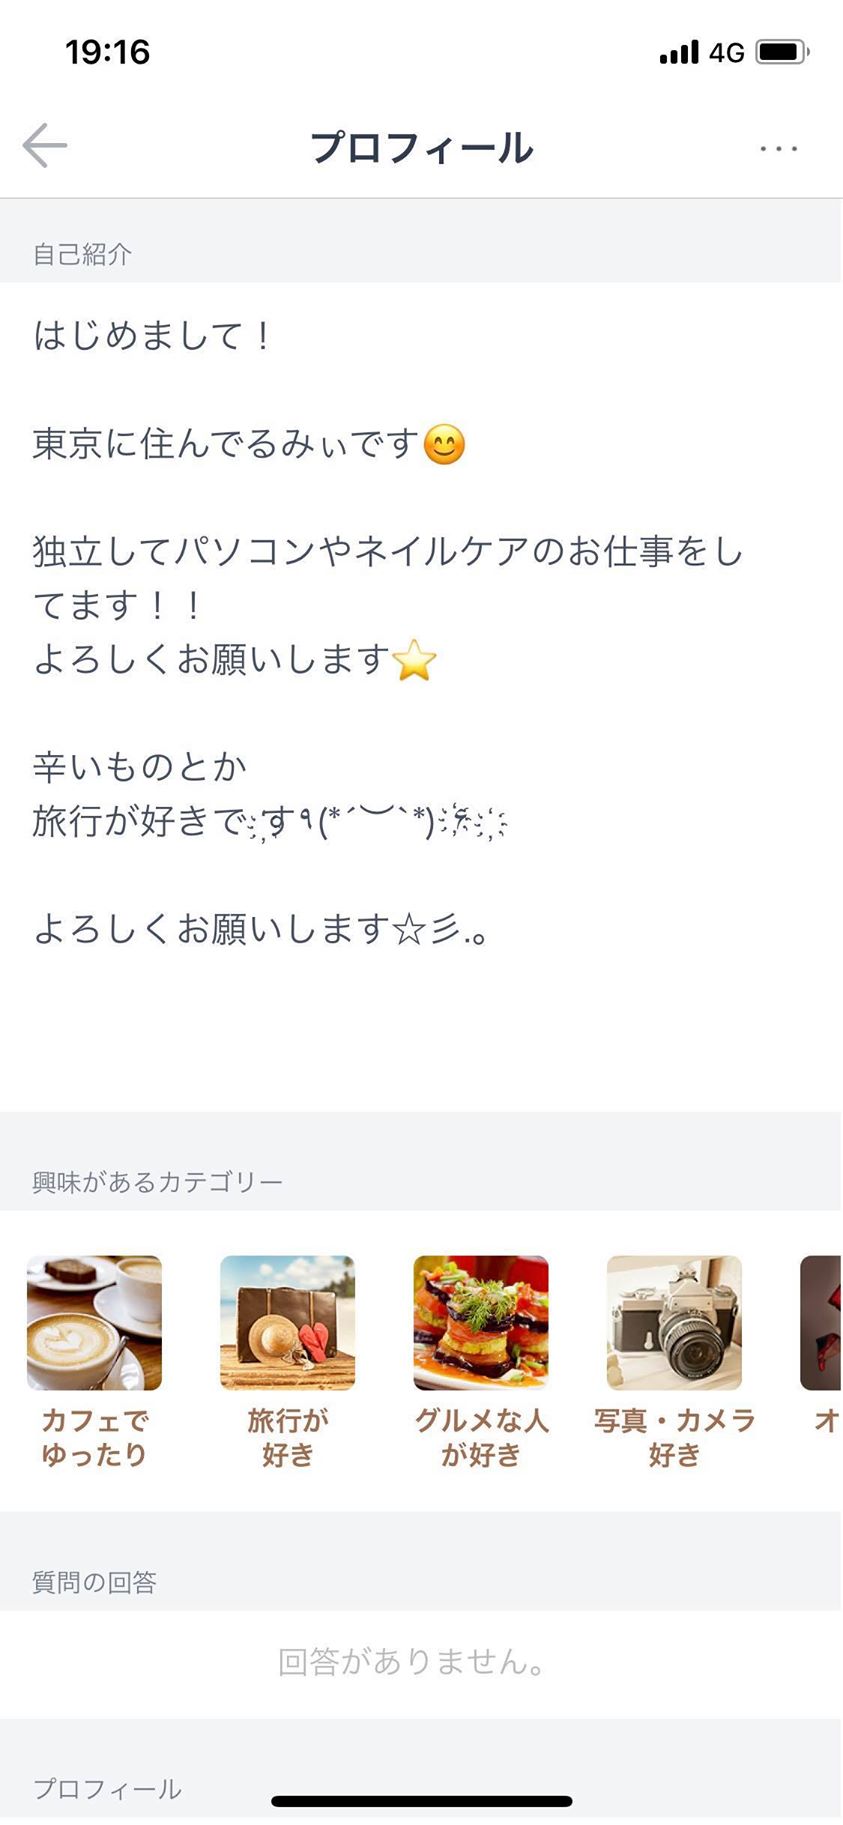 19:16
4G
プロフィール
自己紹介
はじめまして！
東京に住んでるみぃです😊
独立してパソコンやネイルケアのお仕事をし
てます！！
よろしくお願いします⭐
辛いものとか
旅行が好きで҉す٩(*´︶`*)҉*҉҉
よろしくお願いします☆彡.。
興味があるカテゴリー
カフェで
ゆったり
旅行が
好き
グルメな人
が好き
写真・カメラ
好き
オ
質問の回答
回答がありません。
プロフィール